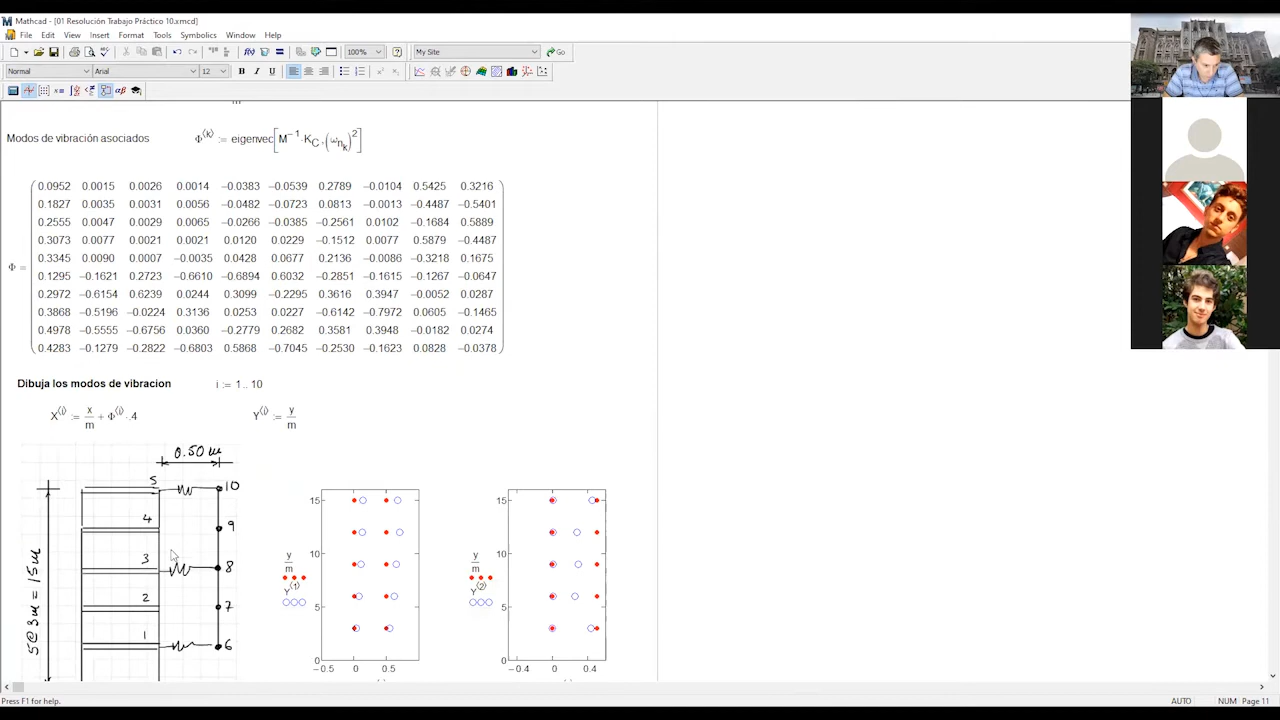 Mathcad - [01 Resolución Trabajo Práctico 10.xmcd]
File Edit View Insert Format Tools Symbolics Window Help
100% My Site Go
Normal Arial 12 B I U
m
Modos de vibración asociados Φ⟨k⟩ := eigenvec[M⁻¹·K_C,(ω_n_k)²]
0.0952 0.0015 0.0026 0.0014 −0.0383 −0.0539 0.2789 −0.0104 0.5425 0.3216
0.1827 0.0035 0.0031 0.0056 −0.0482 −0.0723 0.0813 −0.0013 −0.4487 −0.5401
0.2555 0.0047 0.0029 0.0065 −0.0266 −0.0385 −0.2561 0.0102 −0.1684 0.5889
0.3073 0.0077 0.0021 0.0021 0.0120 0.0229 −0.1512 0.0077 0.5879 −0.4487
0.3345 0.0090 0.0007 −0.0035 0.0428 0.0677 0.2136 −0.0086 −0.3218 0.1675
Φ = 0.1295 −0.1621 0.2723 −0.6610 −0.6894 0.6032 −0.2851 −0.1615 −0.1267 −0.0647
0.2972 −0.6154 0.6239 0.0244 0.3099 −0.2295 0.3616 0.3947 −0.0052 0.0287
0.3868 −0.5196 −0.0224 0.3136 0.0253 0.0227 −0.6142 −0.7972 0.0605 −0.1465
0.4978 −0.5555 −0.6756 0.0360 −0.2779 0.2682 0.3581 0.3948 −0.0182 0.0274
0.4283 −0.1279 −0.2822 −0.6803 0.5868 −0.7045 −0.2530 −0.1623 0.0828 −0.0378
Dibuja los modos de vibracion i := 1 .. 10
X⟨i⟩ := x/m + Φ⟨i⟩·4 Y⟨i⟩ := y/m
0.50 m
5 10
4 9
3 8
2 7
1 6
5@3m = 15m
15
10
5
0
−0.5 0 0.5
y/m
Y⟨1⟩
15
10
5
0
−0.4 0 0.4
y/m
Y⟨2⟩
Press F1 for help. AUTO NUM Page 11